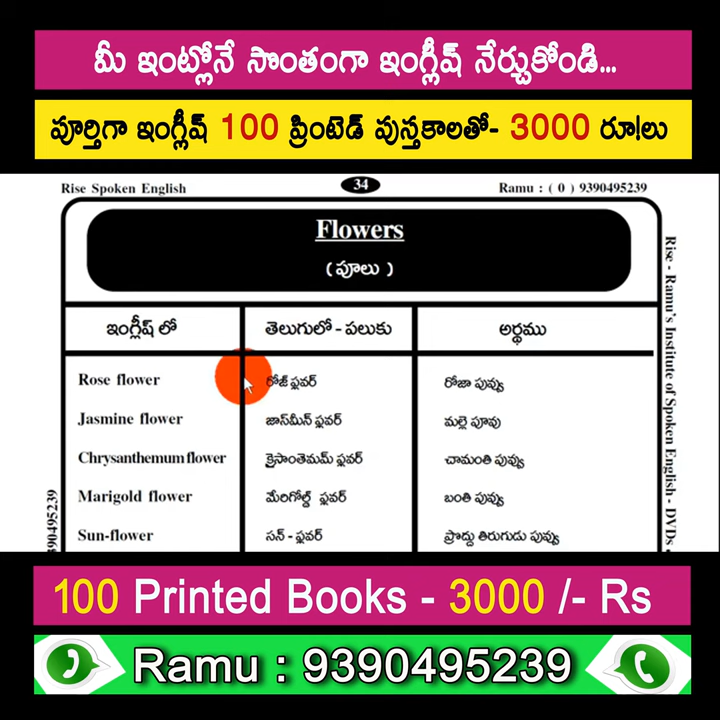 మీ ఇంట్లోనే సొంతంగా ఇంగ్లీష్ నేర్చుకోండి...
పూర్తిగా ఇంగ్లీష్ 100 ప్రింటెడ్ పుస్తకాలతో- 3000 రూ!లు
Rise Spoken English 34 Ramu : ( 0 ) 9390495239
Flowers
( పూలు )
ఇంగ్లీష్ లో తెలుగులో - పలుకు అర్థము
Rose flower రోజ్ ఫ్లవర్ రోజా పువ్వు
Jasmine flower జాస్‌మీన్ ఫ్లవర్ మల్లె పూవు
Chrysanthemum flower క్రైసాంతెమమ్ ఫ్లవర్ చామంతి పువ్వు
Marigold flower మేరిగోల్డ్ ఫ్లవర్ బంతి పువ్వు
Sun-flower సన్ - ఫ్లవర్ ప్రొద్దు తిరుగుడు పువ్వు
Rise - Ramu's Institute of Spoken English - DVDs
390495239
100 Printed Books - 3000 /- Rs
Ramu : 9390495239